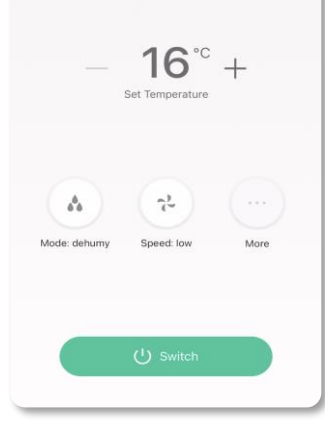 — 16°C +
Set Temperature
Mode: dehumy
Speed: low
More
Switch